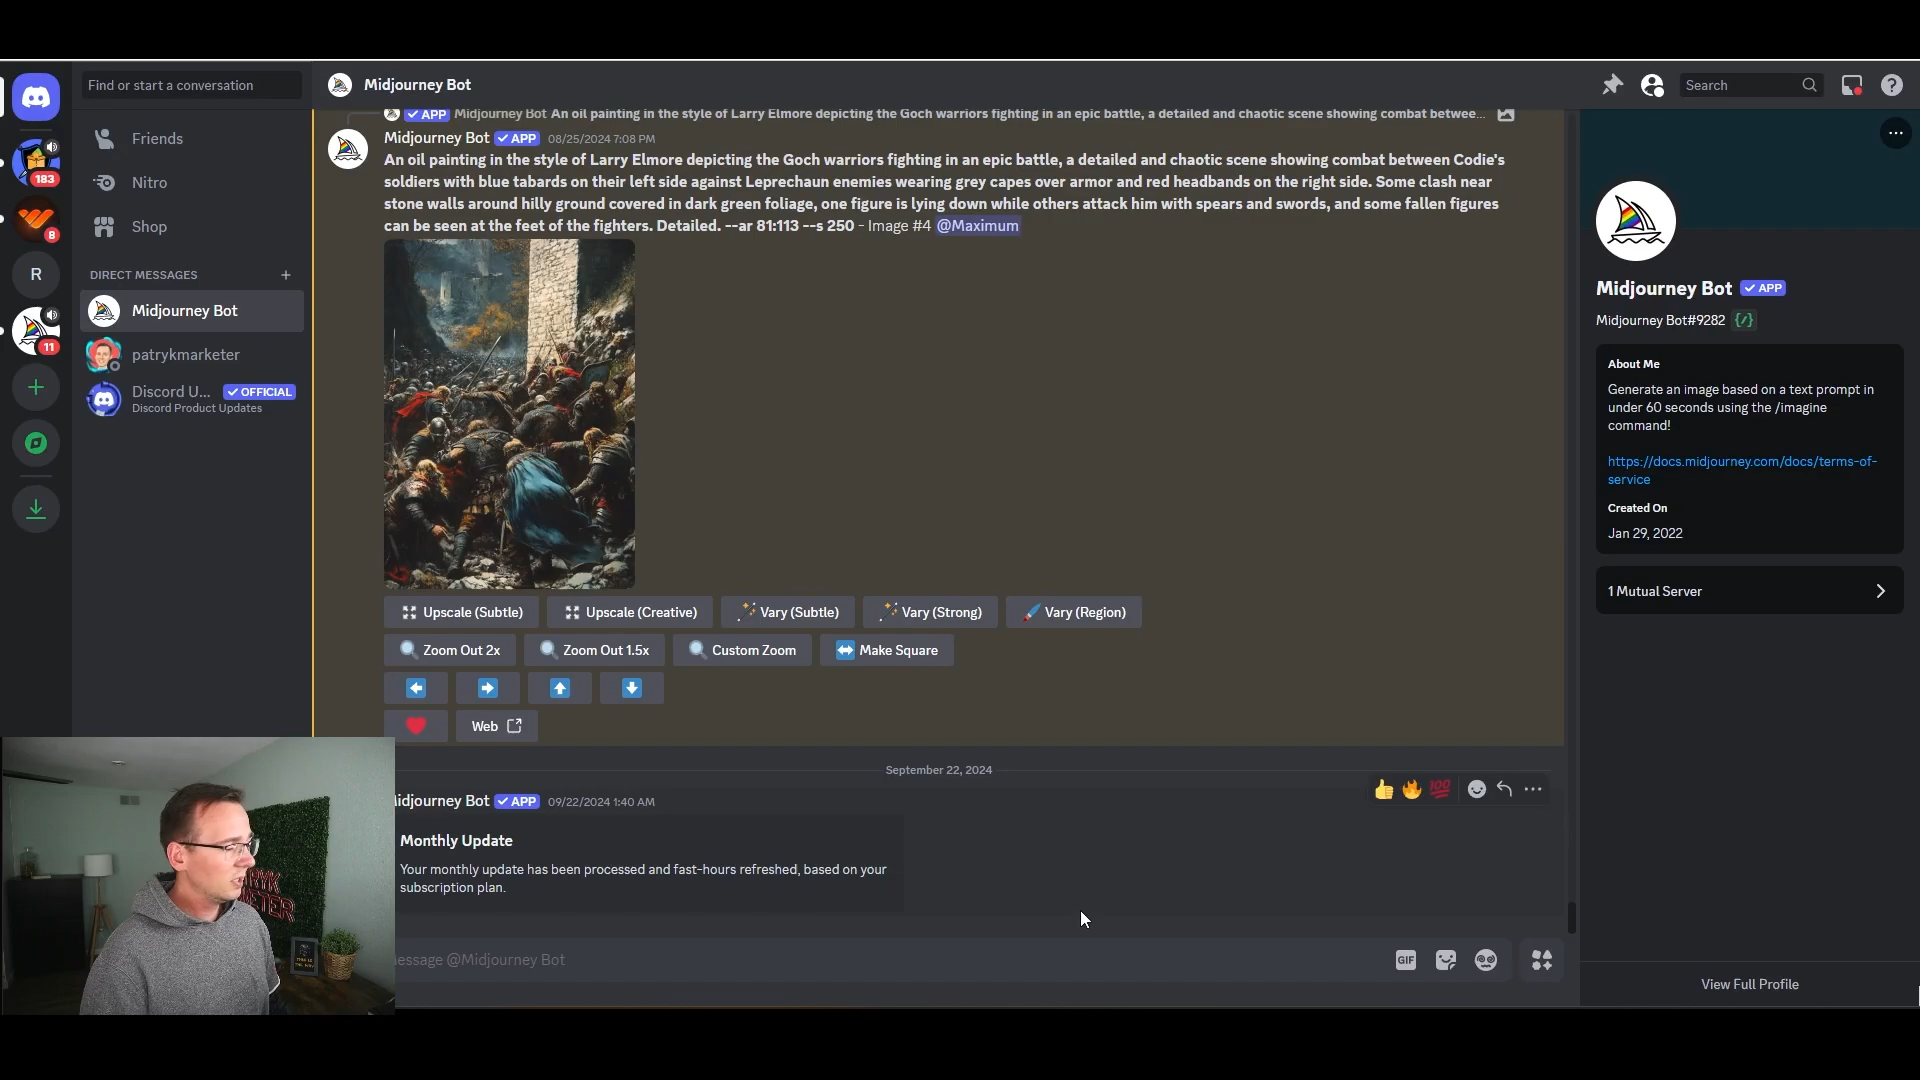 Find or start a conversation
Midjourney Bot
Search
APP Midjourney Bot An oil painting in the style of Larry Elmore depicting the Goch warriors fighting in an epic battle, a detailed and chaotic scene showing combat betwee...
Friends
Nitro
Shop
DIRECT MESSAGES
Midjourney Bot
patrykmarketer
Discord U... OFFICIAL
Discord Product Updates
183
8
R
11
Midjourney Bot APP 08/25/2024 7:08 PM
An oil painting in the style of Larry Elmore depicting the Goch warriors fighting in an epic battle, a detailed and chaotic scene showing combat between Codie's
soldiers with blue tabards on their left side against Leprechaun enemies wearing grey capes over armor and red headbands on the right side. Some clash near
stone walls around hilly ground covered in dark green foliage, one figure is lying down while others attack him with spears and swords, and some fallen figures
can be seen at the feet of the fighters. Detailed. --ar 81:113 --s 250 - Image #4 @Maximum
Upscale (Subtle) Upscale (Creative) Vary (Subtle) Vary (Strong) Vary (Region)
Zoom Out 2x Zoom Out 1.5x Custom Zoom Make Square
Web
September 22, 2024
idjourney Bot APP 09/22/2024 1:40 AM
Monthly Update
Your monthly update has been processed and fast-hours refreshed, based on your
subscription plan.
essage @Midjourney Bot
GIF
Midjourney Bot APP
Midjourney Bot#9282
About Me
Generate an image based on a text prompt in
under 60 seconds using the /imagine
command!
https://docs.midjourney.com/docs/terms-of-
service
Created On
Jan 29, 2022
1 Mutual Server
View Full Profile